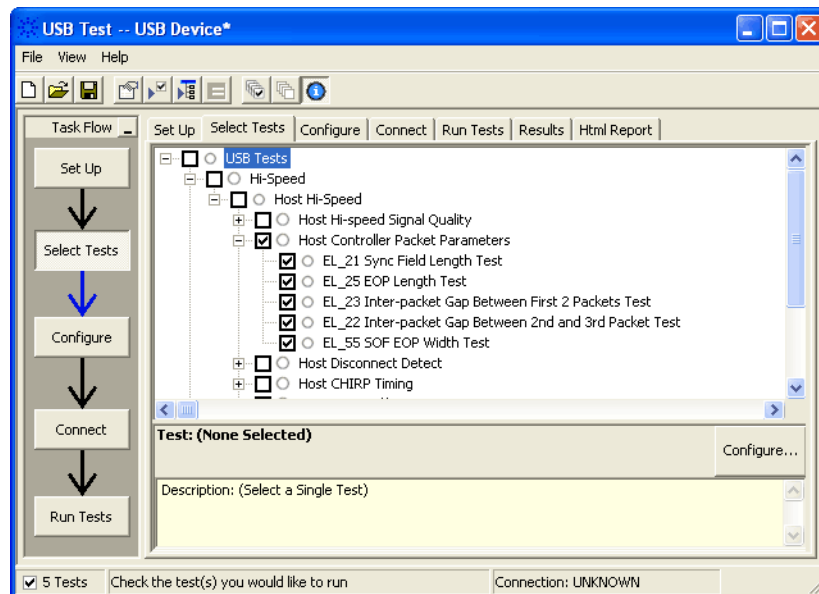 USB Test -- USB Device*
File View Help
Task Flow
Set Up Select Tests Configure Connect Run Tests Results Html Report
Set Up
Select Tests
Configure
Connect
Run Tests
USB Tests
Hi-Speed
Host Hi-Speed
Host Hi-speed Signal Quality
Host Controller Packet Parameters
EL_21 Sync Field Length Test
EL_25 EOP Length Test
EL_23 Inter-packet Gap Between First 2 Packets Test
EL_22 Inter-packet Gap Between 2nd and 3rd Packet Test
EL_55 SOF EOP Width Test
Host Disconnect Detect
Host CHIRP Timing
Test: (None Selected)
Configure...
Description: (Select a Single Test)
5 Tests Check the test(s) you would like to run Connection: UNKNOWN